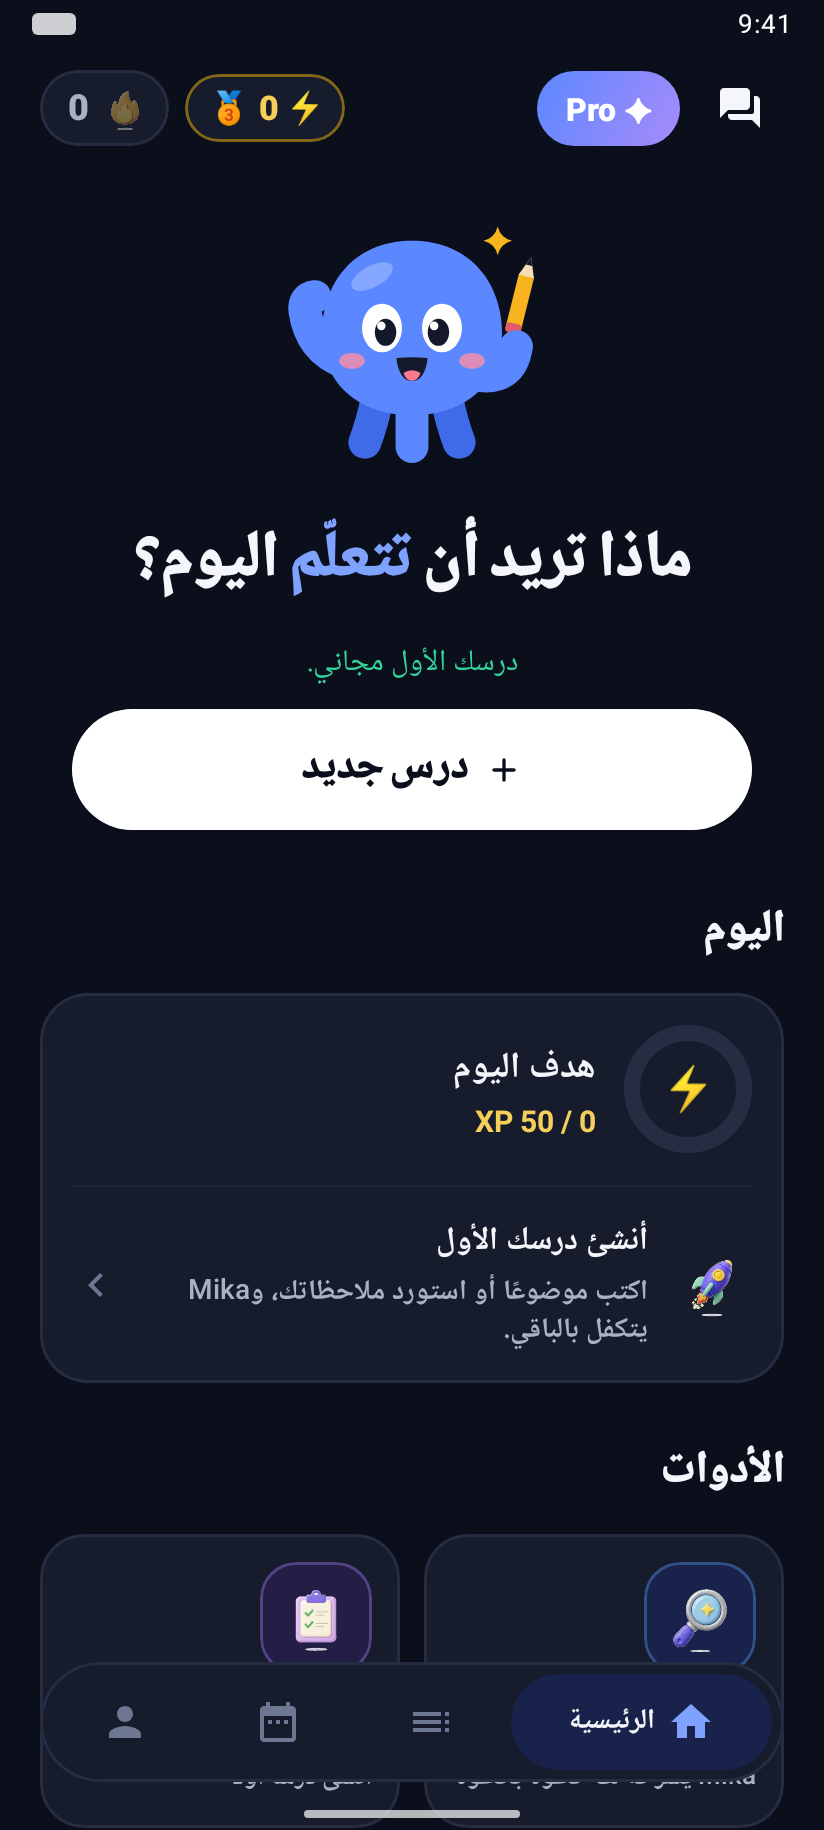 9:41
Pro
0
0
3
ماذا تريد أن تتعلّم اليوم؟
درسك الأول مجاني.
+ درس جديد
اليوم
هدف اليوم
0 / 50 XP
أنشئ درسك الأول
اكتب موضوعًا أو استورد ملاحظاتك، وMika
يتكفل بالباقي.
الأدوات
الرئيسية